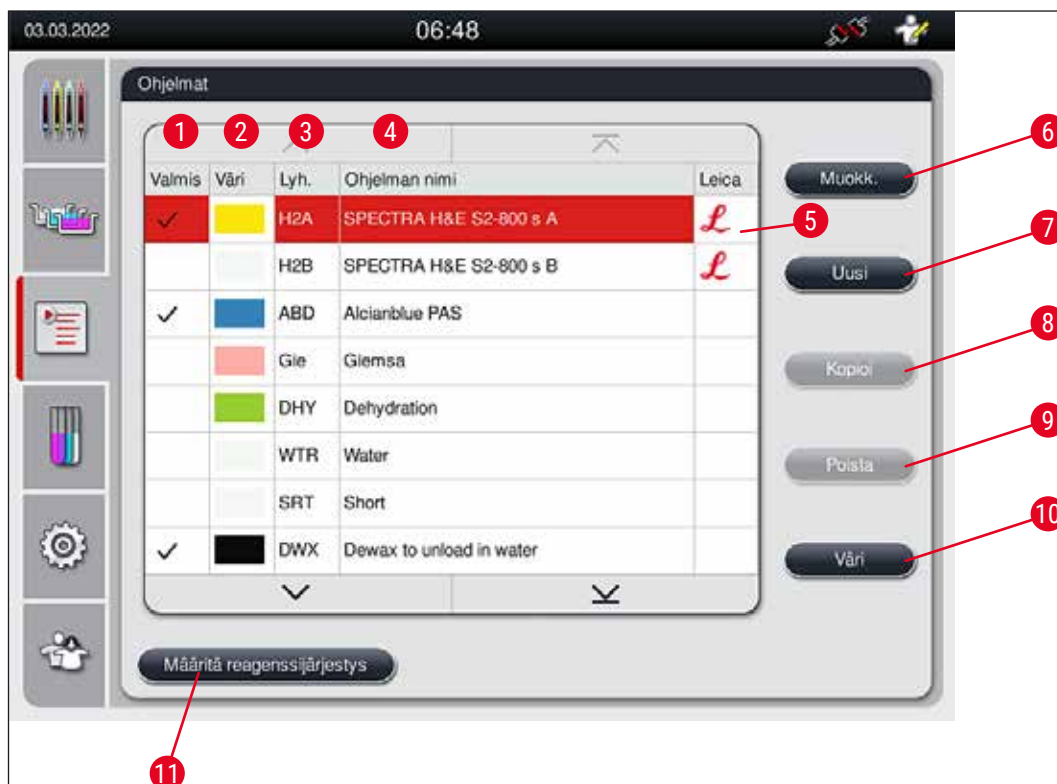 03.03.2022 06:48
Ohjelmat
1 2 3 4
Valmis Väri Lyh. Ohjelman nimi Leica
H2A SPECTRA H&E S2-800 s A
H2B SPECTRA H&E S2-800 s B
ABD Alcianblue PAS
Gie Giemsa
DHY Dehydration
WTR Water
SRT Short
DWX Dewax to unload in water
5
Muokk. 6
Uusi 7
Kopioi 8
Poista 9
Väri 10
Määritä reagenssijärjestys
11